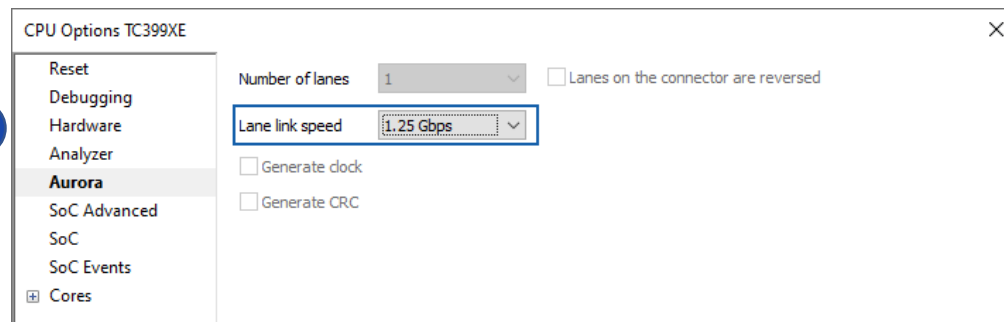 CPU Options TC399XE
Reset
Debugging
Hardware
Analyzer
Aurora
SoC Advanced
SoC
SoC Events
Cores
Number of lanes 1 Lanes on the connector are reversed
Lane link speed 1.25 Gbps
Generate clock
Generate CRC